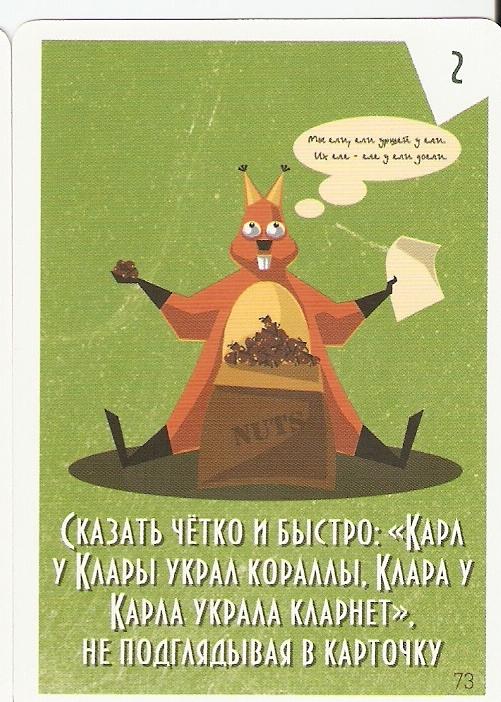 2
Мы ели, ели ершей у ели.
Их еле - еле у ели доели.
NUTS
Сказать чётко и быстро: «Карл
у Клары украл кораллы, Клара у
Карла украла кларнет»,
не подглядывая в карточку
73